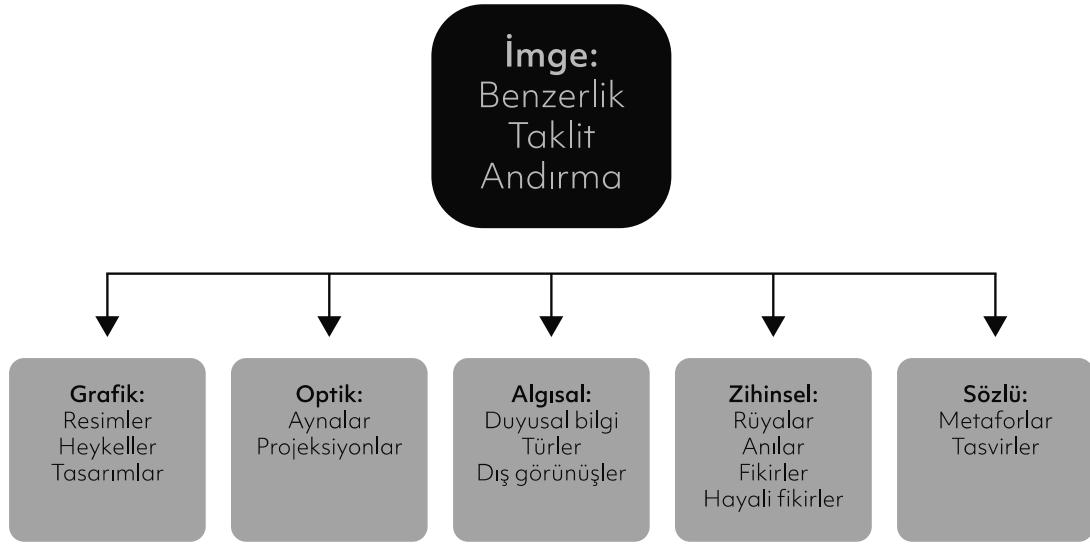 İmge:
Benzerlik
Taklit
Andırma
Grafik:
Resimler
Heykeller
Tasarımlar
Optik:
Aynalar
Projeksiyonlar
Algısal:
Duyusal bilgi
Türler
Dış görünüşler
Zihinsel:
Rüyalar
Anılar
Fikirler
Hayali fikirler
Sözlü:
Metaforlar
Tasvirler